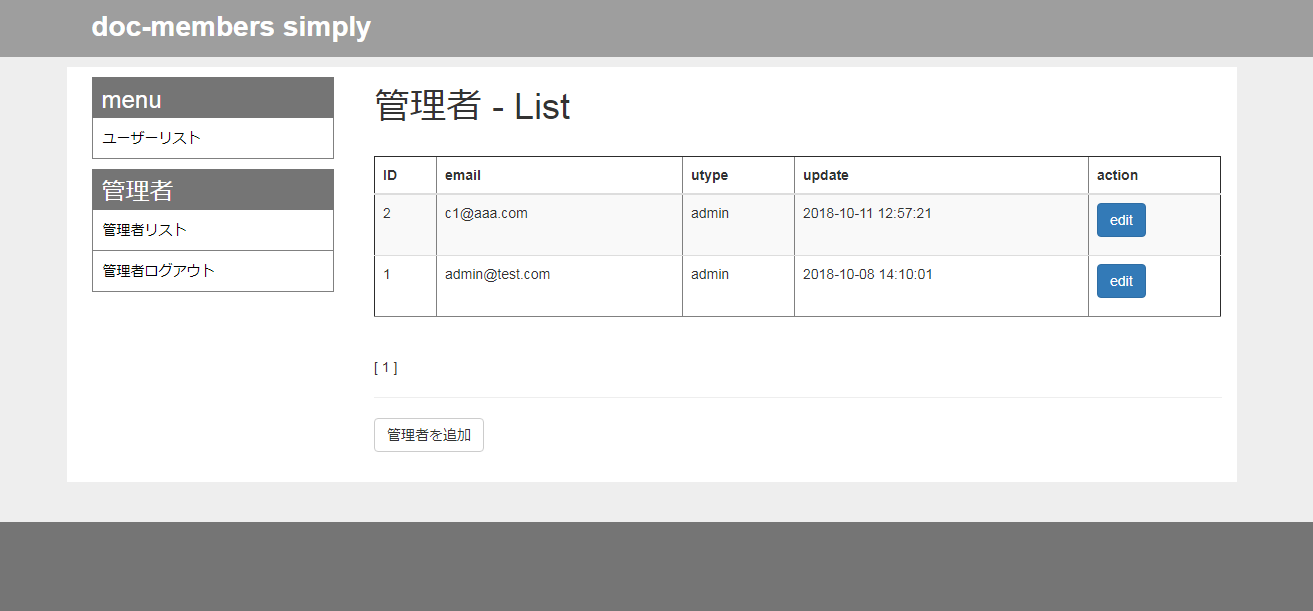 doc-members simply
menu
ユーザーリスト
管理者
管理者リスト
管理者ログアウト
管理者 - List
ID email utype update action
2 c1@aaa.com admin 2018-10-11 12:57:21 edit
1 admin@test.com admin 2018-10-08 14:10:01 edit
[ 1 ]
管理者を追加